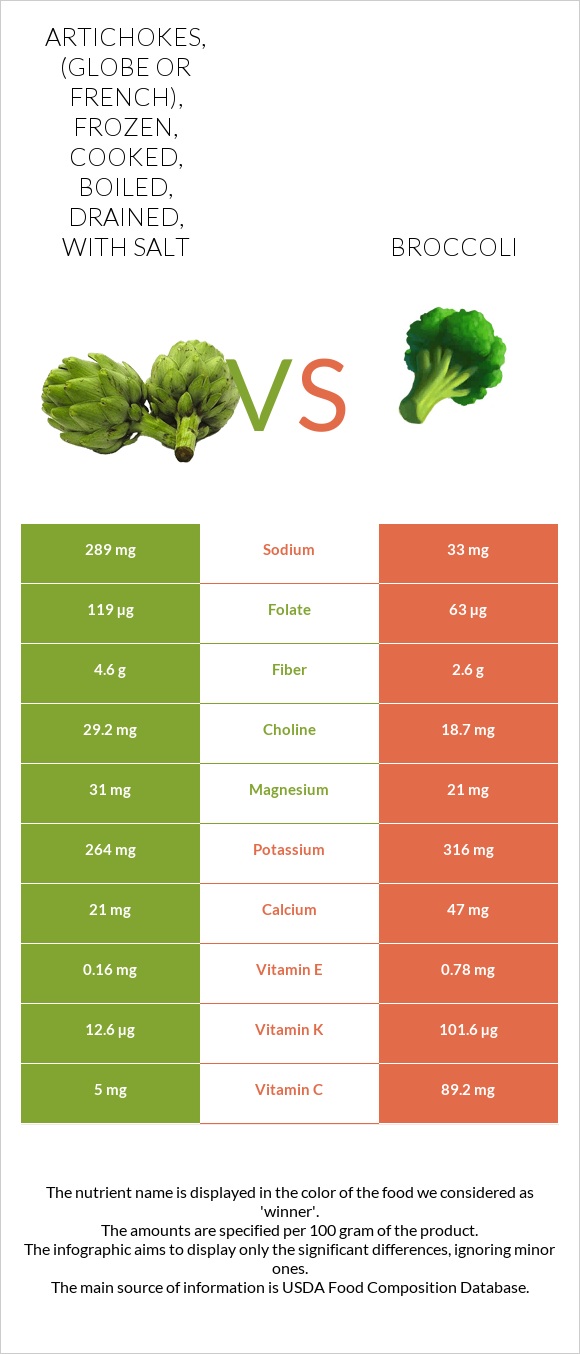 ARTICHOKES,
(GLOBE OR
FRENCH),
FROZEN,
COOKED,
BOILED,
DRAINED,
WITH SALT
BROCCOLI
VS
289 mg Sodium 33 mg
119 µg Folate 63 µg
4.6 g Fiber 2.6 g
29.2 mg Choline 18.7 mg
31 mg Magnesium 21 mg
264 mg Potassium 316 mg
21 mg Calcium 47 mg
0.16 mg Vitamin E 0.78 mg
12.6 µg Vitamin K 101.6 µg
5 mg Vitamin C 89.2 mg
The nutrient name is displayed in the color of the food we considered as
'winner'.
The amounts are specified per 100 gram of the product.
The infographic aims to display only the significant differences, ignoring minor
ones.
The main source of information is USDA Food Composition Database.